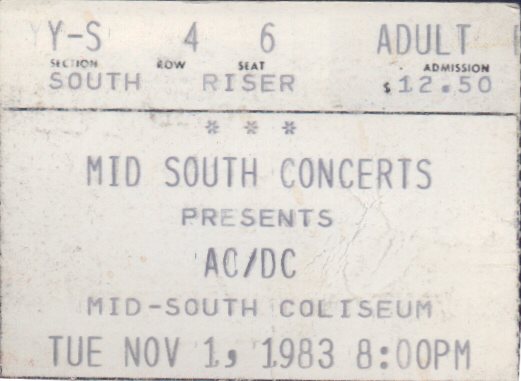 Y-S 4 6 ADULT
SECTION ROW SEAT ADMISSION
SOUTH RISER $12.50
* * *
MID SOUTH CONCERTS
PRESENTS
AC/DC
MID-SOUTH COLISEUM
TUE NOV 1, 1983 8:00PM